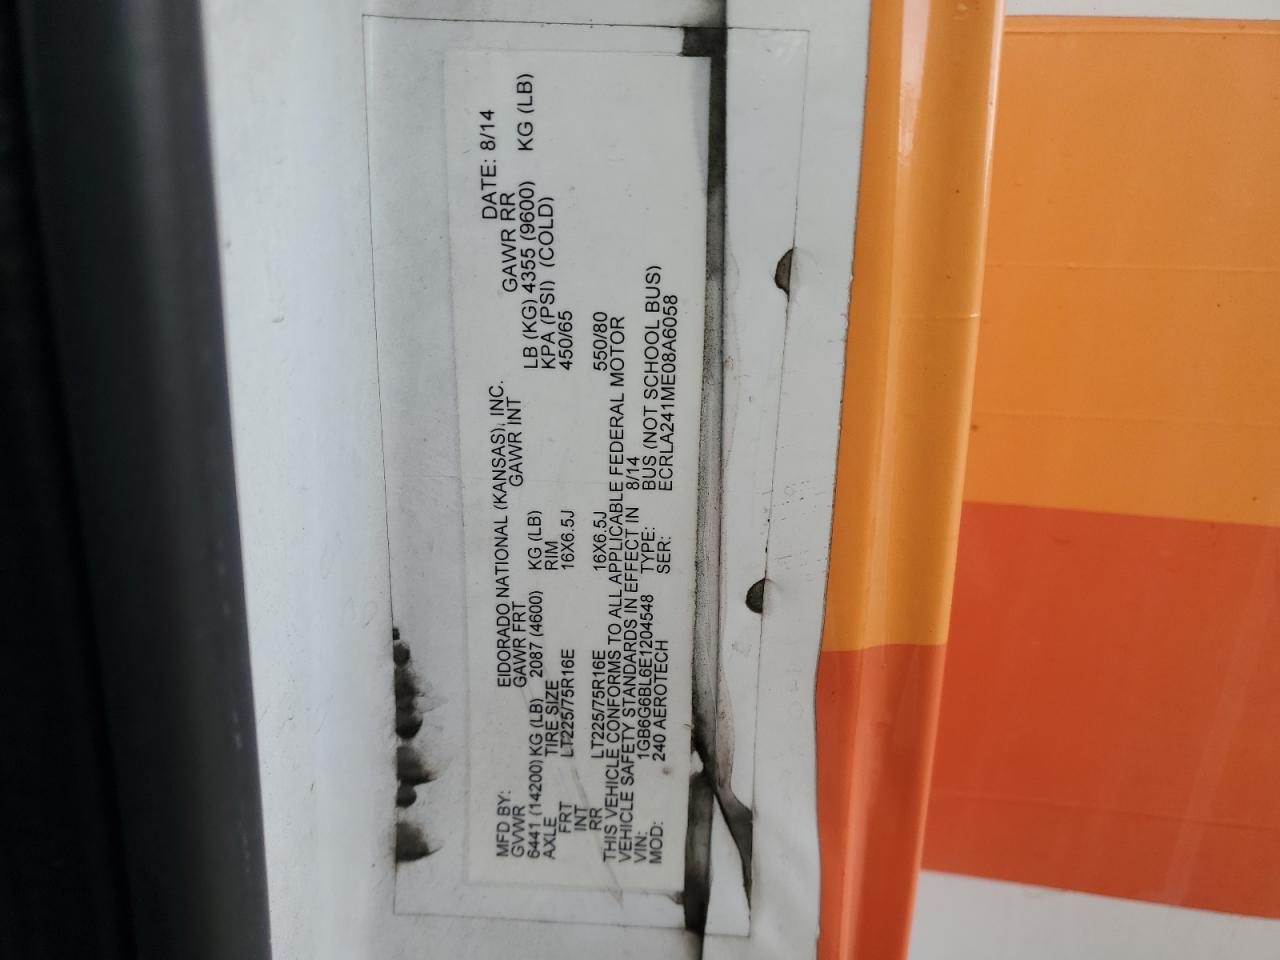 MFD BY: EIDORADO NATIONAL (KANSAS), INC. DATE: 8/14
GVWR GAWR FRT GAWR INT GAWR RR
6441 (14200) KG (LB) 2087 (4600) KG (LB) LB (KG) 4355 (9600) KG (LB)
AXLE TIRE SIZE RIM KPA (PSI) (COLD)
FRT LT225/75R16E 16X6.5J 450/65
INT
RR LT225/75R16E 16X6.5J 550/80
THIS VEHICLE CONFORMS TO ALL APPLICABLE FEDERAL MOTOR
VEHICLE SAFETY STANDARDS IN EFFECT IN 8/14
VIN: 1GB6G6BL6E1204548 TYPE: BUS (NOT SCHOOL BUS)
MOD: 240 AEROTECH SER: ECRLA241ME08A6058